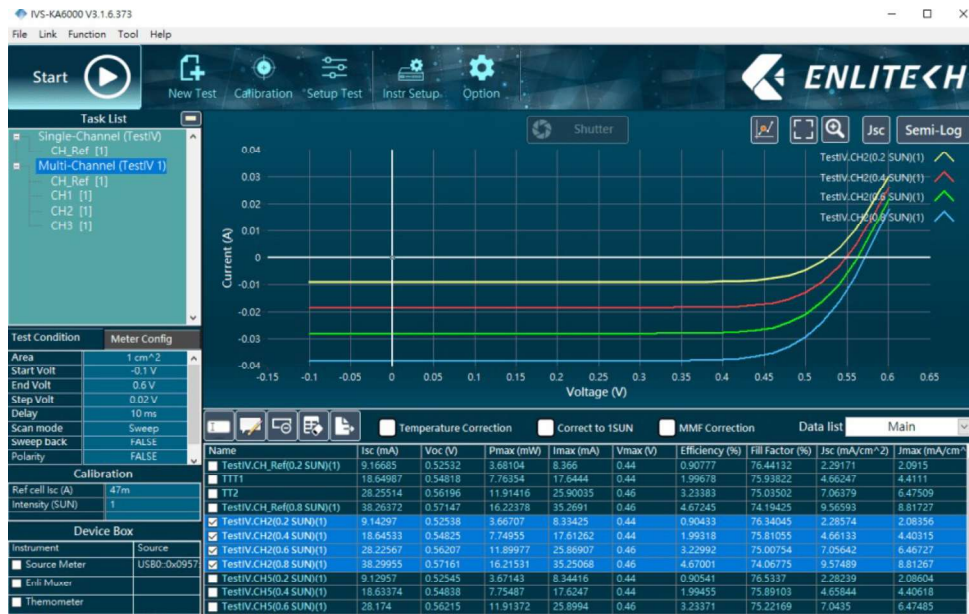 IVS-KA6000 V3.1.6.373
File Link Function Tool Help
Start
New Test Calibration Setup Test Instr Setup Option
ENLITECH
Task List
Single-Channel (TestIV)
CH_Ref [1]
Multi-Channel (TestIV 1)
CH_Ref [1]
CH1 [1]
CH2 [1]
CH3 [1]
Test Condition Meter Config
Area 1 cm^2
Start Volt -0.1 V
End Volt 0.6 V
Step Volt 0.02 V
Delay 10 ms
Scan mode Sweep
Sweep back FALSE
Polarity FALSE
Calibration
Ref cell Isc (A) 47m
Intensity (SUN) 1
Device Box
Instrument Source
Source Meter USB0::0x0957:
Enli Muxer
Themometer
Shutter
Jsc Semi-Log
TestIV.CH2(0.2 SUN)(1)
TestIV.CH2(0.4 SUN)(1)
TestIV.CH2(0.6 SUN)(1)
TestIV.CH2(0.8 SUN)(1)
Current (A)
0.04
0.03
0.02
0.01
0
-0.01
-0.02
-0.03
-0.04
-0.15 -0.1 -0.05 0 0.05 0.1 0.15 0.2 0.25 0.3 0.35 0.4 0.45 0.5 0.55 0.6 0.65
Voltage (V)
Temperature Correction Correct to 1SUN MMF Correction Data list Main
Name Isc (mA) Voc (V) Pmax (mW) Imax (mA) Vmax (V) Efficiency (%) Fill Factor (%) Jsc (mA/cm^2) Jmax (mA/cm^
TestIV.CH_Ref(0.2 SUN)(1) 9.16685 0.52532 3.68104 8.366 0.44 0.90777 76.44132 2.29171 2.0915
TTT1 18.64987 0.54818 7.76354 17.6444 0.44 1.99678 75.93822 4.66247 4.4111
TT2 28.25514 0.56196 11.91416 25.90035 0.46 3.23383 75.03502 7.06379 6.47509
TestIV.CH_Ref(0.8 SUN)(1) 38.26372 0.57147 16.22378 35.2691 0.46 4.67245 74.19425 9.56593 8.81727
TestIV.CH2(0.2 SUN)(1) 9.14297 0.52538 3.66707 8.33425 0.44 0.90433 76.34045 2.28574 2.08356
TestIV.CH2(0.4 SUN)(1) 18.64533 0.54825 7.74955 17.61262 0.44 1.99318 75.81055 4.66133 4.40315
TestIV.CH2(0.6 SUN)(1) 28.22567 0.56207 11.89977 25.86907 0.46 3.22992 75.00754 7.05642 6.46727
TestIV.CH2(0.8 SUN)(1) 38.29955 0.57161 16.21531 35.25068 0.46 4.67001 74.06775 9.57489 8.81267
TestIV.CH5(0.2 SUN)(1) 9.12957 0.52545 3.67143 8.34416 0.44 0.90541 76.5337 2.28239 2.08604
TestIV.CH5(0.4 SUN)(1) 18.63374 0.54838 7.75487 17.6247 0.44 1.99455 75.89103 4.65844 4.40618
TestIV.CH5(0.6 SUN)(1) 28.174 0.56215 11.91372 25.8994 0.46 3.23371 75.22169 7.0435 6.47485